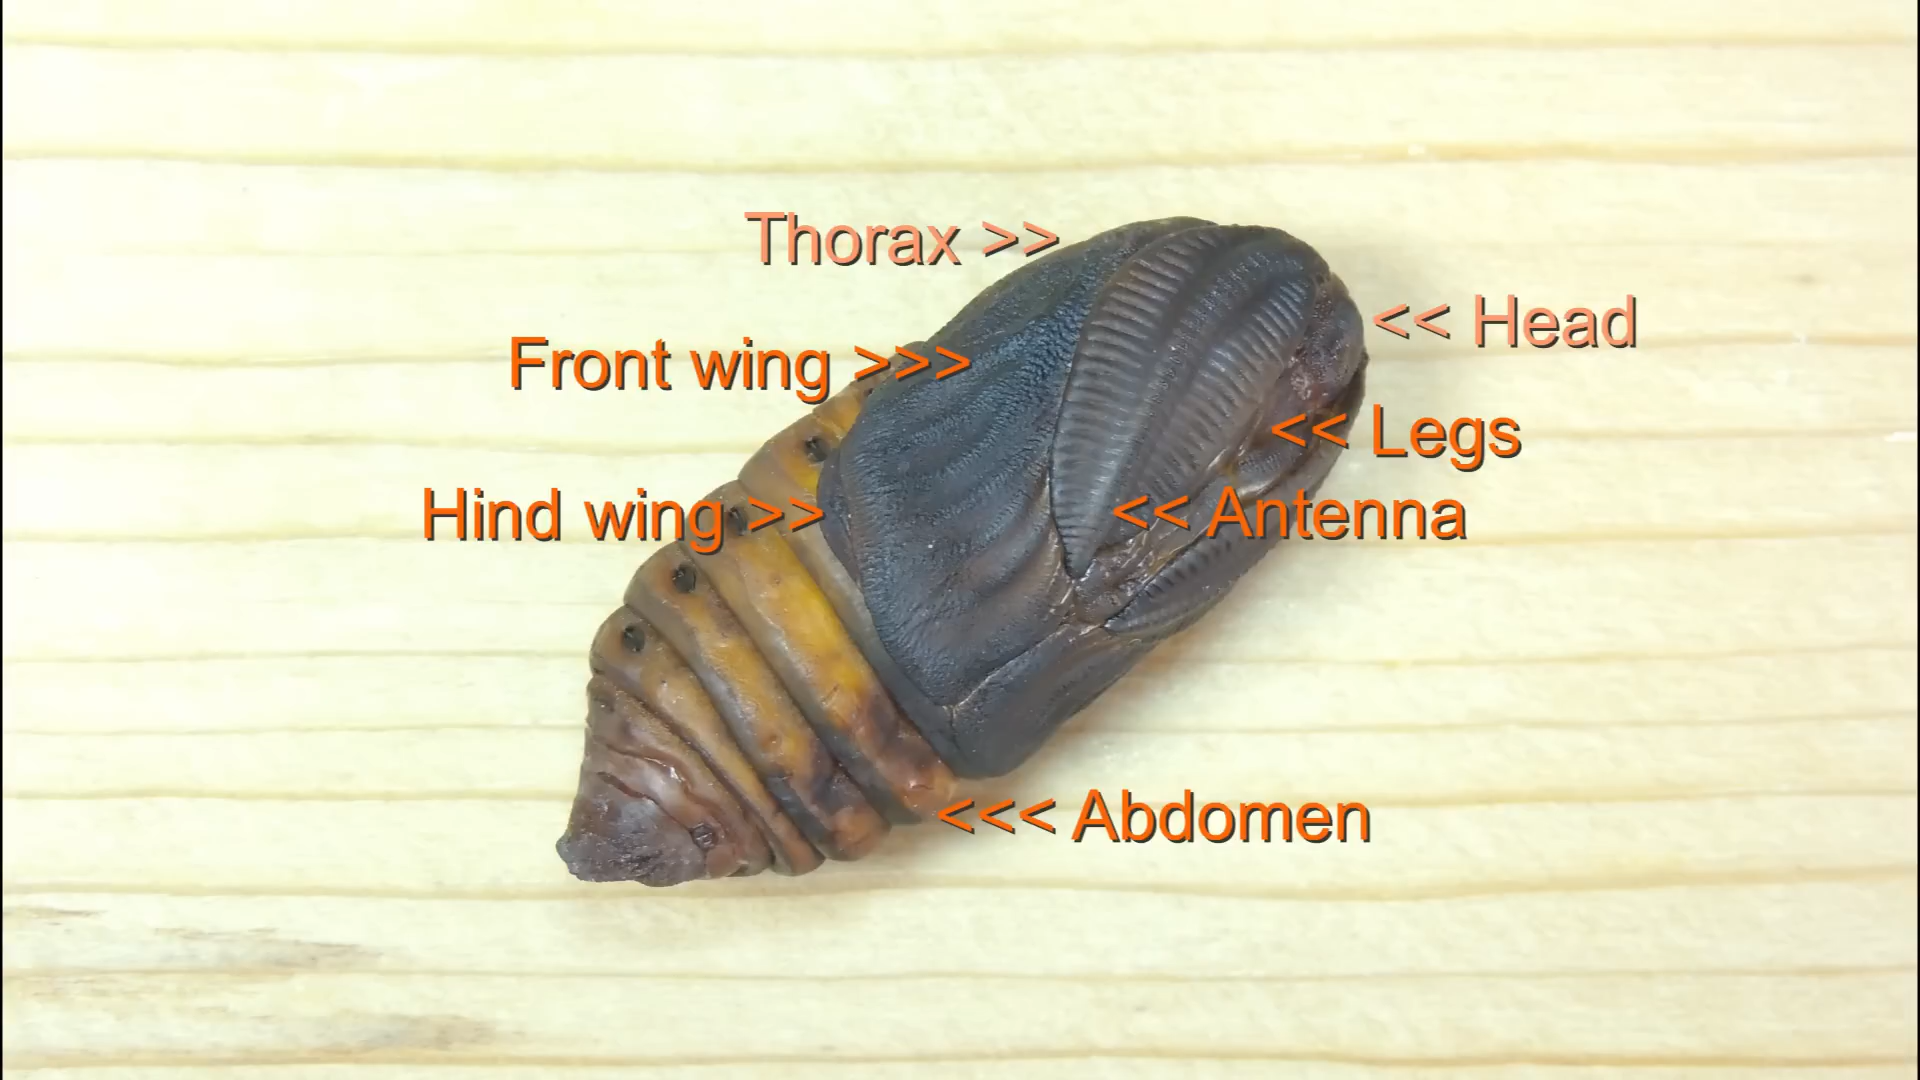 Thorax >>
<< Head
Front wing >>>
<< Legs
Hind wing >>
<< Antenna
<<< Abdomen